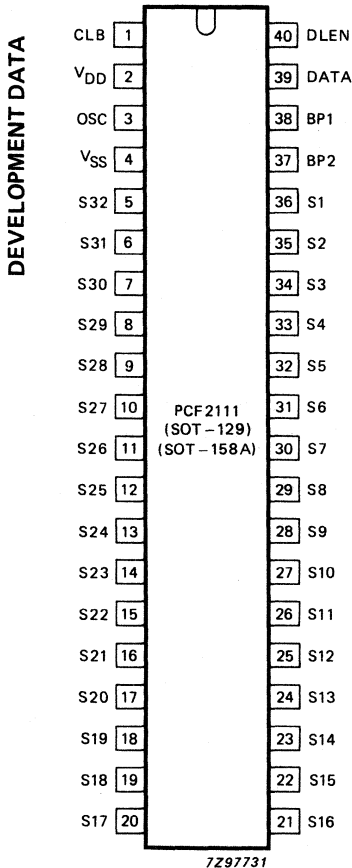 DEVELOPMENT DATA
CLB 1 40 DLEN
VDD 2 39 DATA
OSC 3 38 BP1
VSS 4 37 BP2
S32 5 36 S1
S31 6 35 S2
S30 7 34 S3
S29 8 33 S4
S28 9 32 S5
S27 10 31 S6
S26 11 30 S7
S25 12 29 S8
S24 13 28 S9
S23 14 27 S10
S22 15 26 S11
S21 16 25 S12
S20 17 24 S13
S19 18 23 S14
S18 19 22 S15
S17 20 21 S16
PCF2111
(SOT-129)
(SOT-158A)
7Z97731